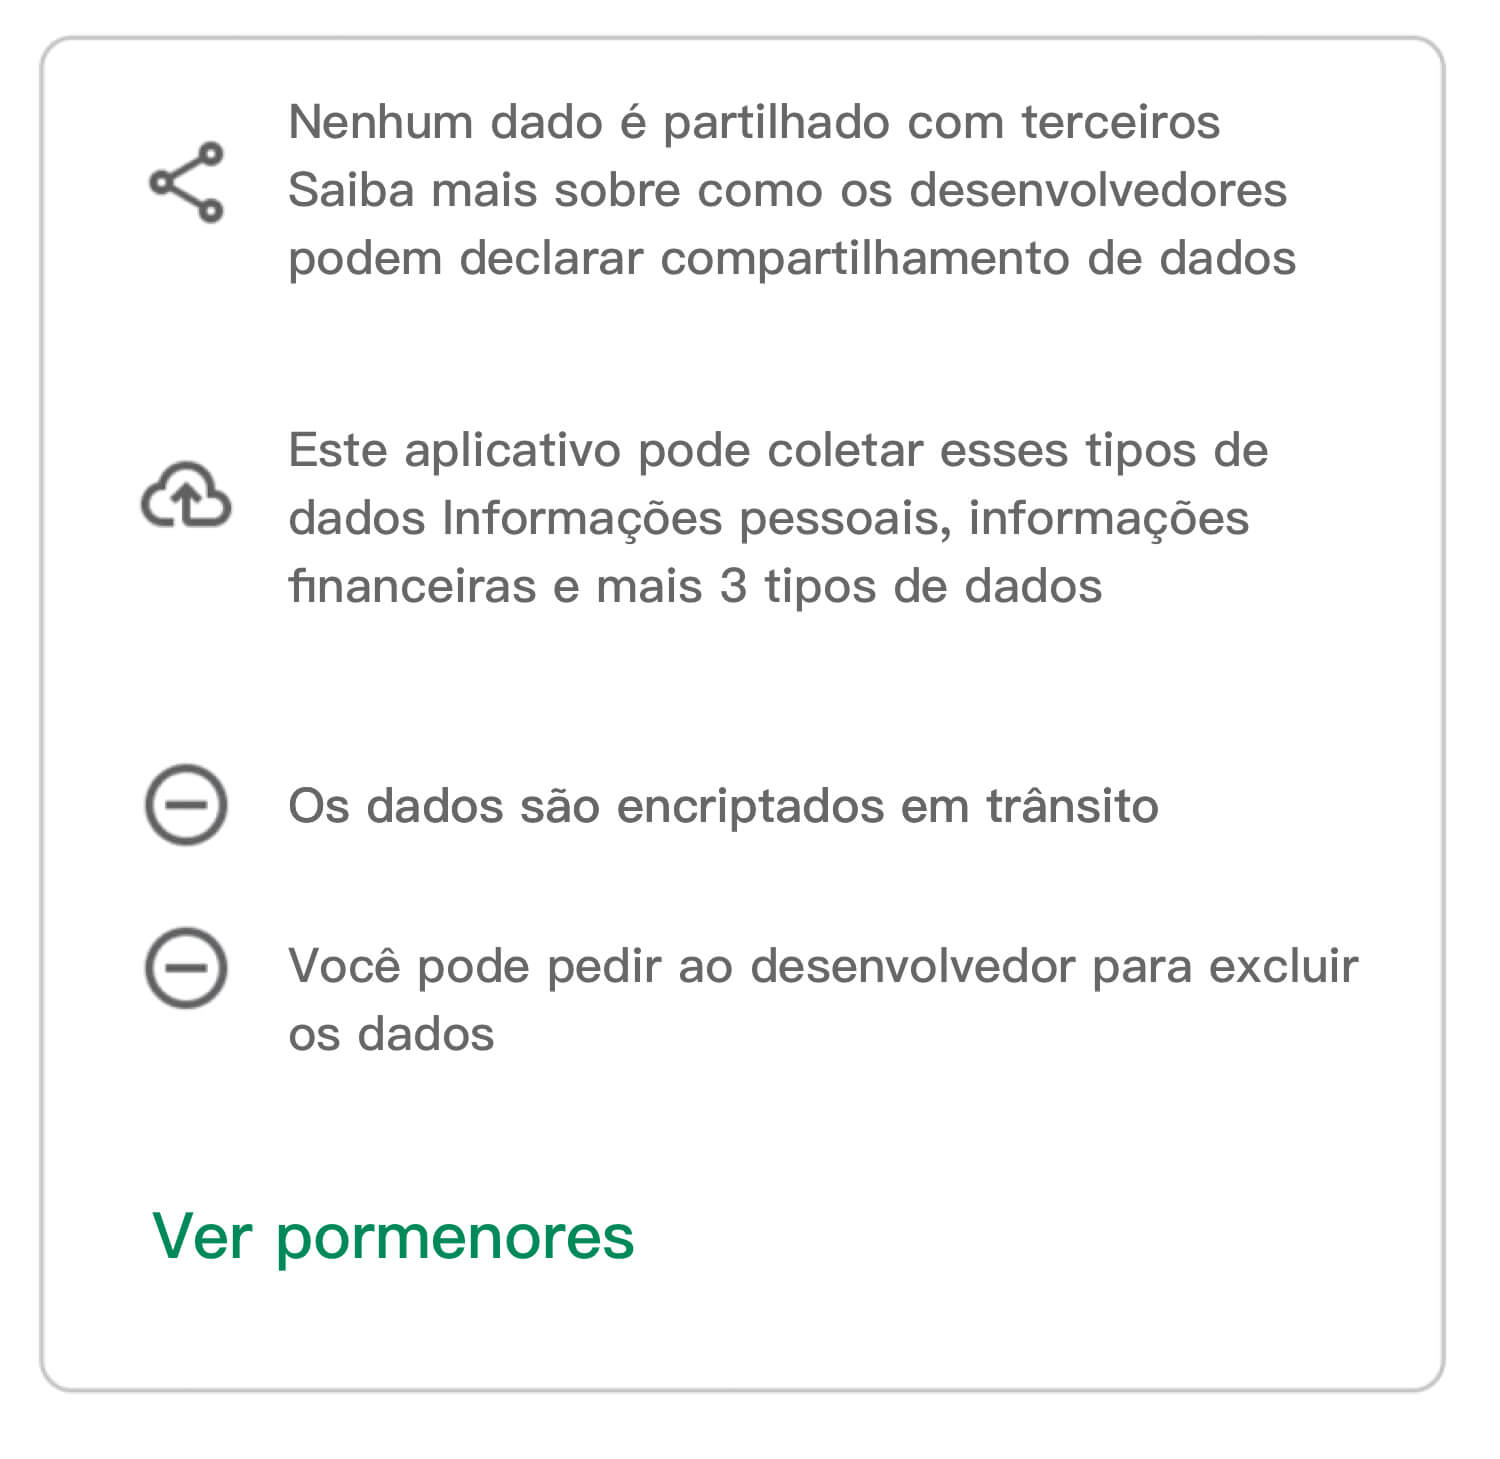 Nenhum dado é partilhado com terceiros
Saiba mais sobre como os desenvolvedores
podem declarar compartilhamento de dados
Este aplicativo pode coletar esses tipos de
dados Informações pessoais, informações
financeiras e mais 3 tipos de dados
Os dados são encriptados em trânsito
Você pode pedir ao desenvolvedor para excluir
os dados
Ver pormenores